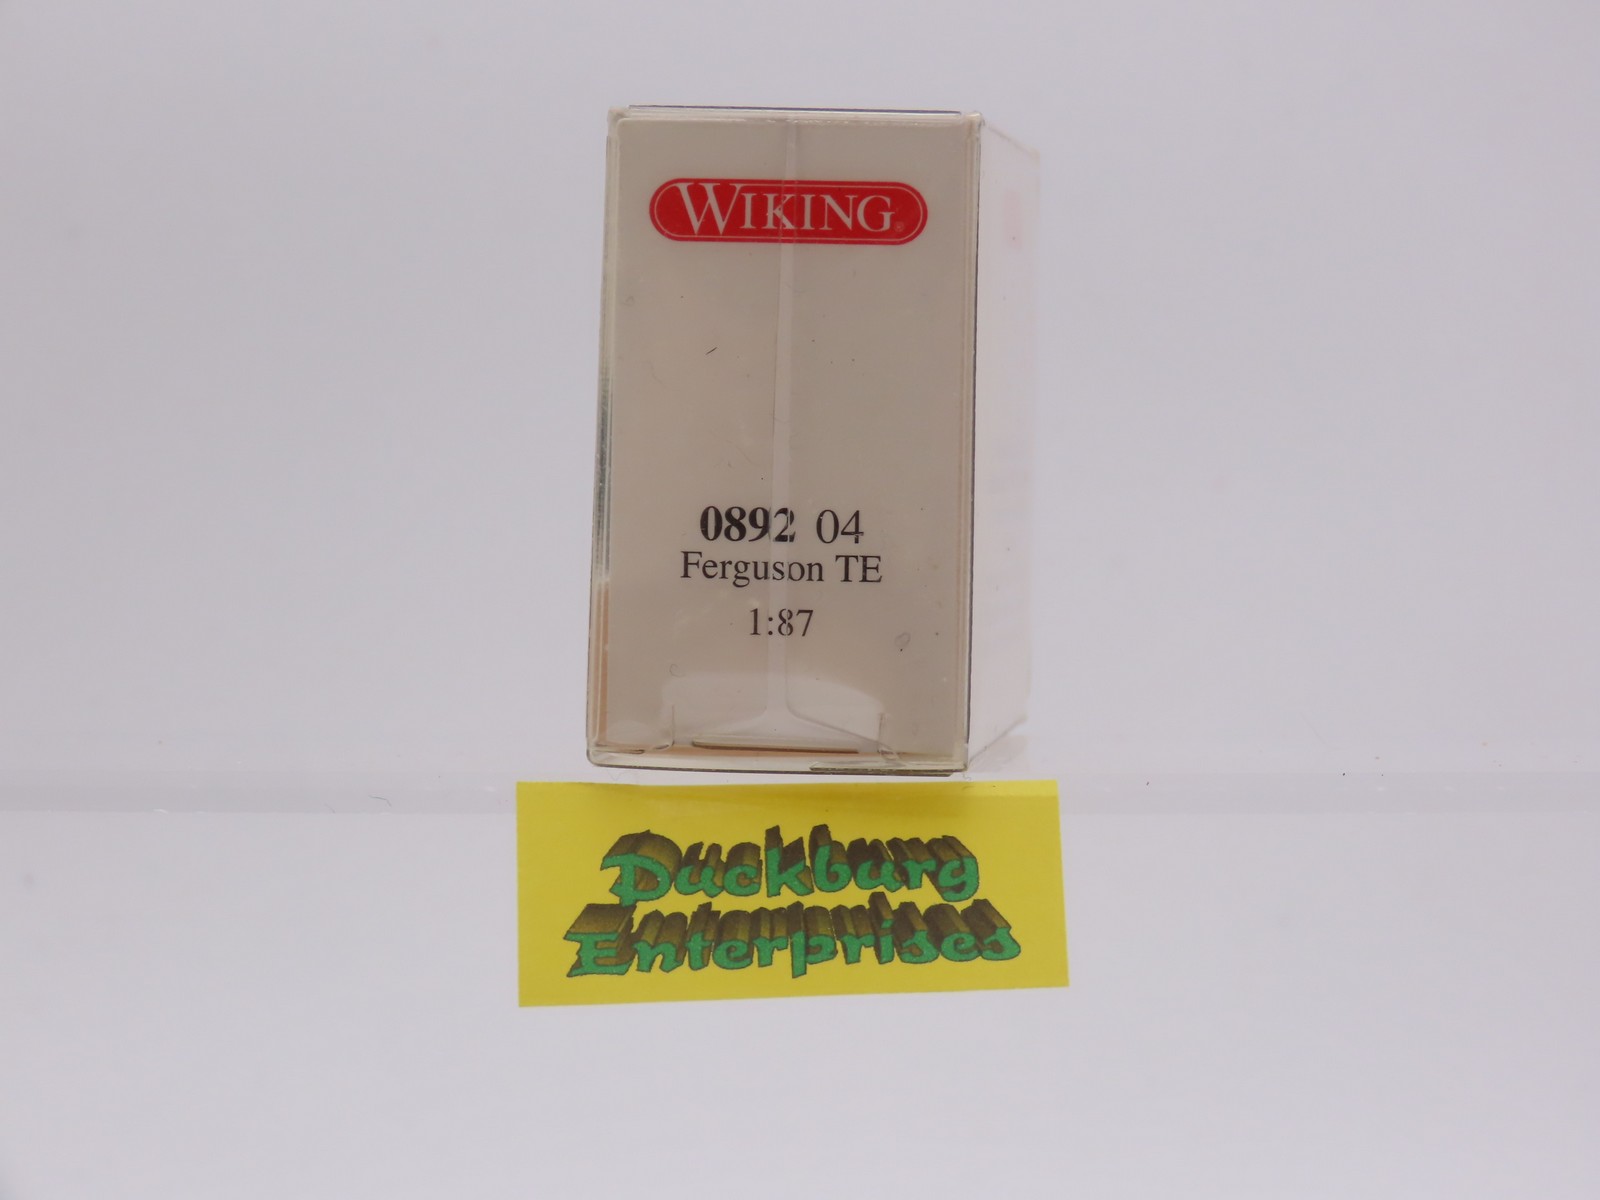 WIKING®
0892 04
Ferguson TE
1:87
Duckburg
Enterprises